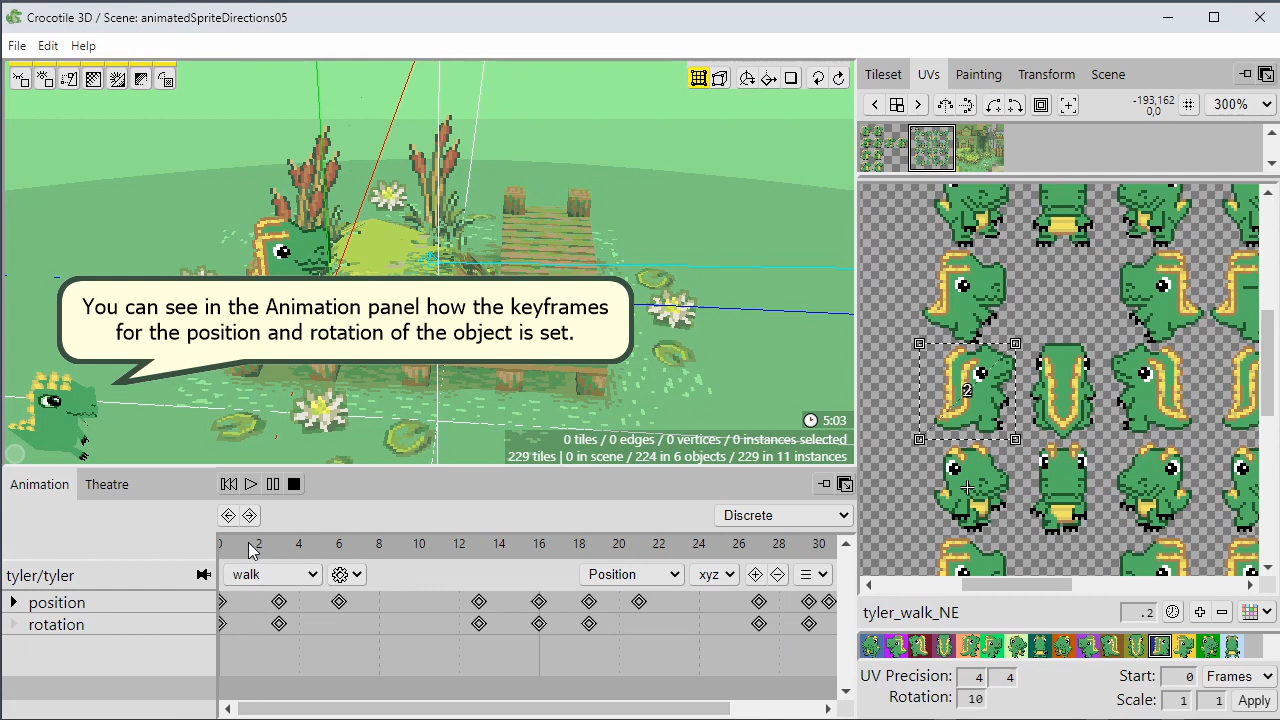 Crocotile 3D / Scene: animatedSpriteDirections05
File Edit Help
Tileset UVs Painting Transform Scene
-193,162
0,0
300%
You can see in the Animation panel how the keyframes
for the position and rotation of the object is set.
2
5:03
0 tiles / 0 edges / 0 vertices / 0 instances selected
229 tiles | 0 in scene / 224 in 6 objects / 229 in 11 instances
Animation Theatre
Discrete
0 2 4 6 8 10 12 14 16 18 20 22 24 26 28 30
tyler/tyler walk Position xyz
position
rotation
tyler_walk_NE .2
UV Precision: 4 4 Start: 0 Frames
Rotation: 10 Scale: 1 1 Apply